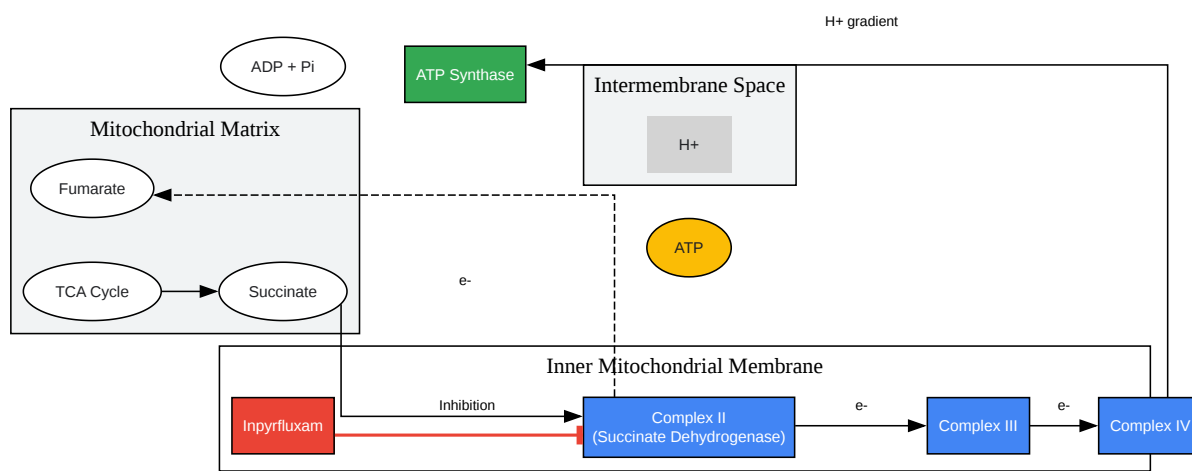 H+ gradient
ADP + Pi
ATP Synthase
Intermembrane Space
H+
Mitochondrial Matrix
Fumarate
ATP
TCA Cycle
Succinate
e-
Inner Mitochondrial Membrane
Inpyrfluxam
Inhibition
Complex II
(Succinate Dehydrogenase)
e-
Complex III
e-
Complex IV